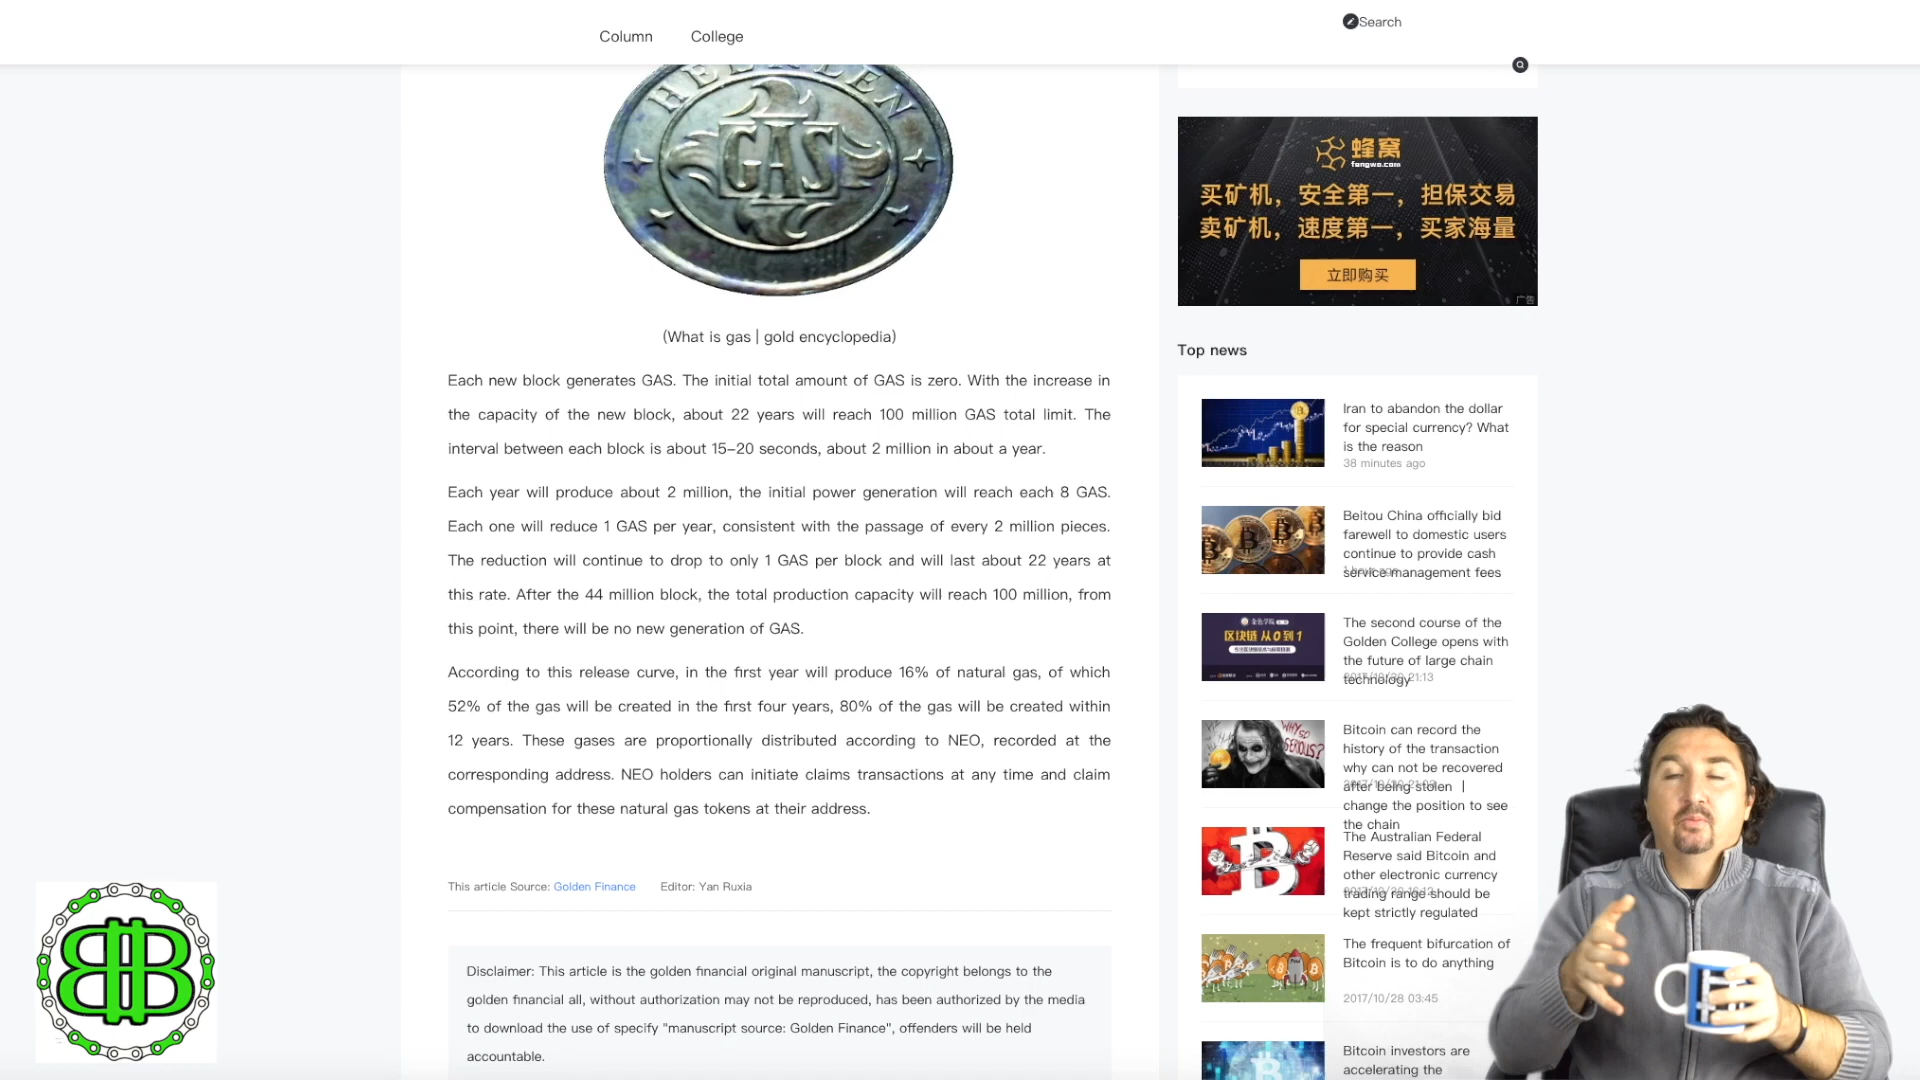 Column College
Search
HELELEN
GAS
蜂窝
fengwo.com
买矿机，安全第一，担保交易
卖矿机，速度第一，买家海量
立即购买
广告
(What is gas | gold encyclopedia)
Each new block generates GAS. The initial total amount of GAS is zero. With the increase in
the capacity of the new block, about 22 years will reach 100 million GAS total limit. The
interval between each block is about 15–20 seconds, about 2 million in about a year.
Each year will produce about 2 million, the initial power generation will reach each 8 GAS.
Each one will reduce 1 GAS per year, consistent with the passage of every 2 million pieces.
The reduction will continue to drop to only 1 GAS per block and will last about 22 years at
this rate. After the 44 million block, the total production capacity will reach 100 million, from
this point, there will be no new generation of GAS.
According to this release curve, in the first year will produce 16% of natural gas, of which
52% of the gas will be created in the first four years, 80% of the gas will be created within
12 years. These gases are proportionally distributed according to NEO, recorded at the
corresponding address. NEO holders can initiate claims transactions at any time and claim
compensation for these natural gas tokens at their address.
This article Source: Golden Finance Editor: Yan Ruxia
Disclaimer: This article is the golden financial original manuscript, the copyright belongs to the
golden financial all, without authorization may not be reproduced, has been authorized by the media
to download the use of specify "manuscript source: Golden Finance", offenders will be held
accountable.
Top news
Iran to abandon the dollar
for special currency? What
is the reason
38 minutes ago
Beitou China officially bid
farewell to domestic users
continue to provide cash
service management fees
金色学院
区块链 从0到1
The second course of the
Golden College opens with
the future of large chain
technology
WHY SO
SERIOUS?
Bitcoin can record the
history of the transaction
why can not be recovered
after being stolen |
change the position to see
the chain
The Australian Federal
Reserve said Bitcoin and
other electronic currency
trading range should be
kept strictly regulated
The frequent bifurcation of
Bitcoin is to do anything
2017/10/28 03:45
Bitcoin investors are
accelerating the